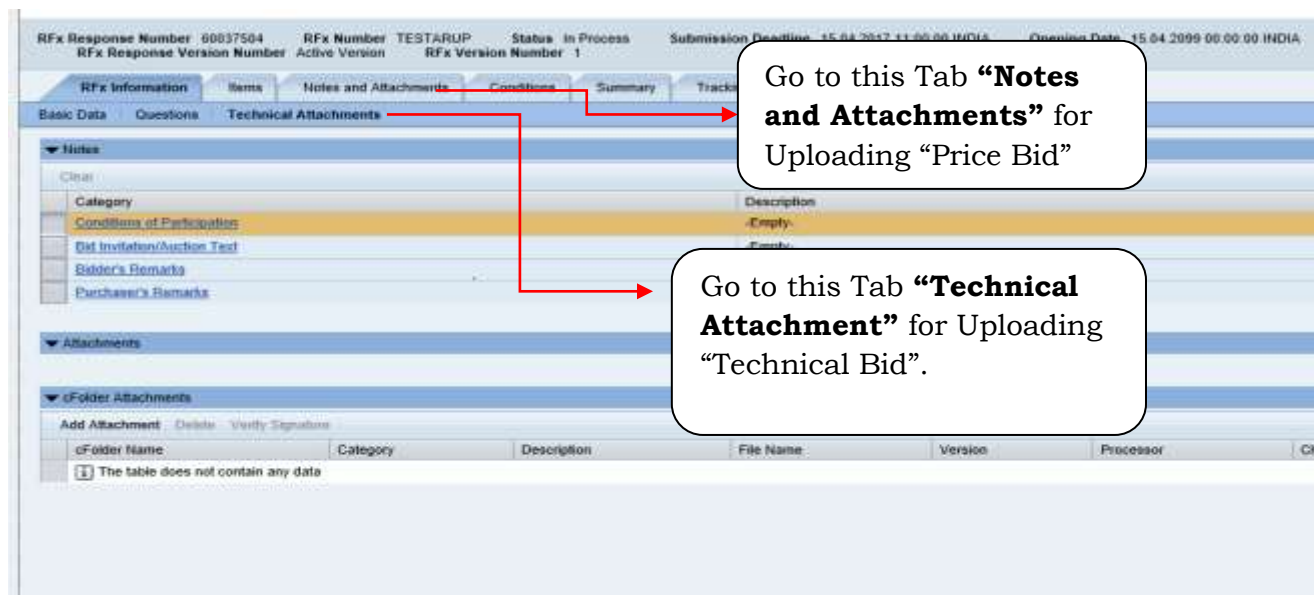 RFx Response Number 60037504 RFx Number TESTARUP Status In Process Submission Deadline 15.04.2017 11:00:00 INDIA Opening Date 15.04.2099 00:00:00 INDIA
RFx Response Version Number Active Version RFx Version Number 1
RFx Information Items Notes and Attachments Conditions Summary
Basic Data Questions Technical Attachments
Go to this Tab “Notes
and Attachments” for
Uploading “Price Bid”
Notes
Clear
Category Description
Conditions of Participation -Empty-
Bid Invitation/Auction Text -Empty-
Bidder's Remarks
Purchaser's Remarks
Go to this Tab “Technical
Attachment” for Uploading
“Technical Bid”.
Attachments
cFolder Attachments
Add Attachment Delete Verify Signature
cFolder Name Category Description File Name Version Processor
The table does not contain any data